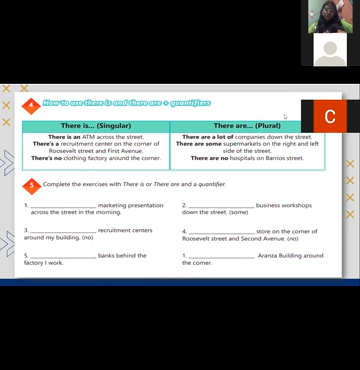 4 How to use there is and there are + quantifiers
There is... (Singular)
There is an ATM across the street.
There's a recruitment center on the corner of
Roosevelt street and First Avenue.
There's no clothing factory around the corner.
There are... (Plural)
There are a lot of companies down the street.
There are some supermarkets on the right and left
side of the street.
There are no hospitals on Barrios street.
C
5 Complete the exercises with There is or There are and a quantifier.
1. ____________________ marketing presentation
across the street in the morning.
2. ____________________ business workshops
down the street. (some)
3. ____________________ recruitment centers
around my building. (no)
4. ____________________ store on the corner of
Roosevelt street and Second Avenue. (no)
5. ____________________ banks behind the
factory I work.
1. ____________________ Aranza Building around
the corner.